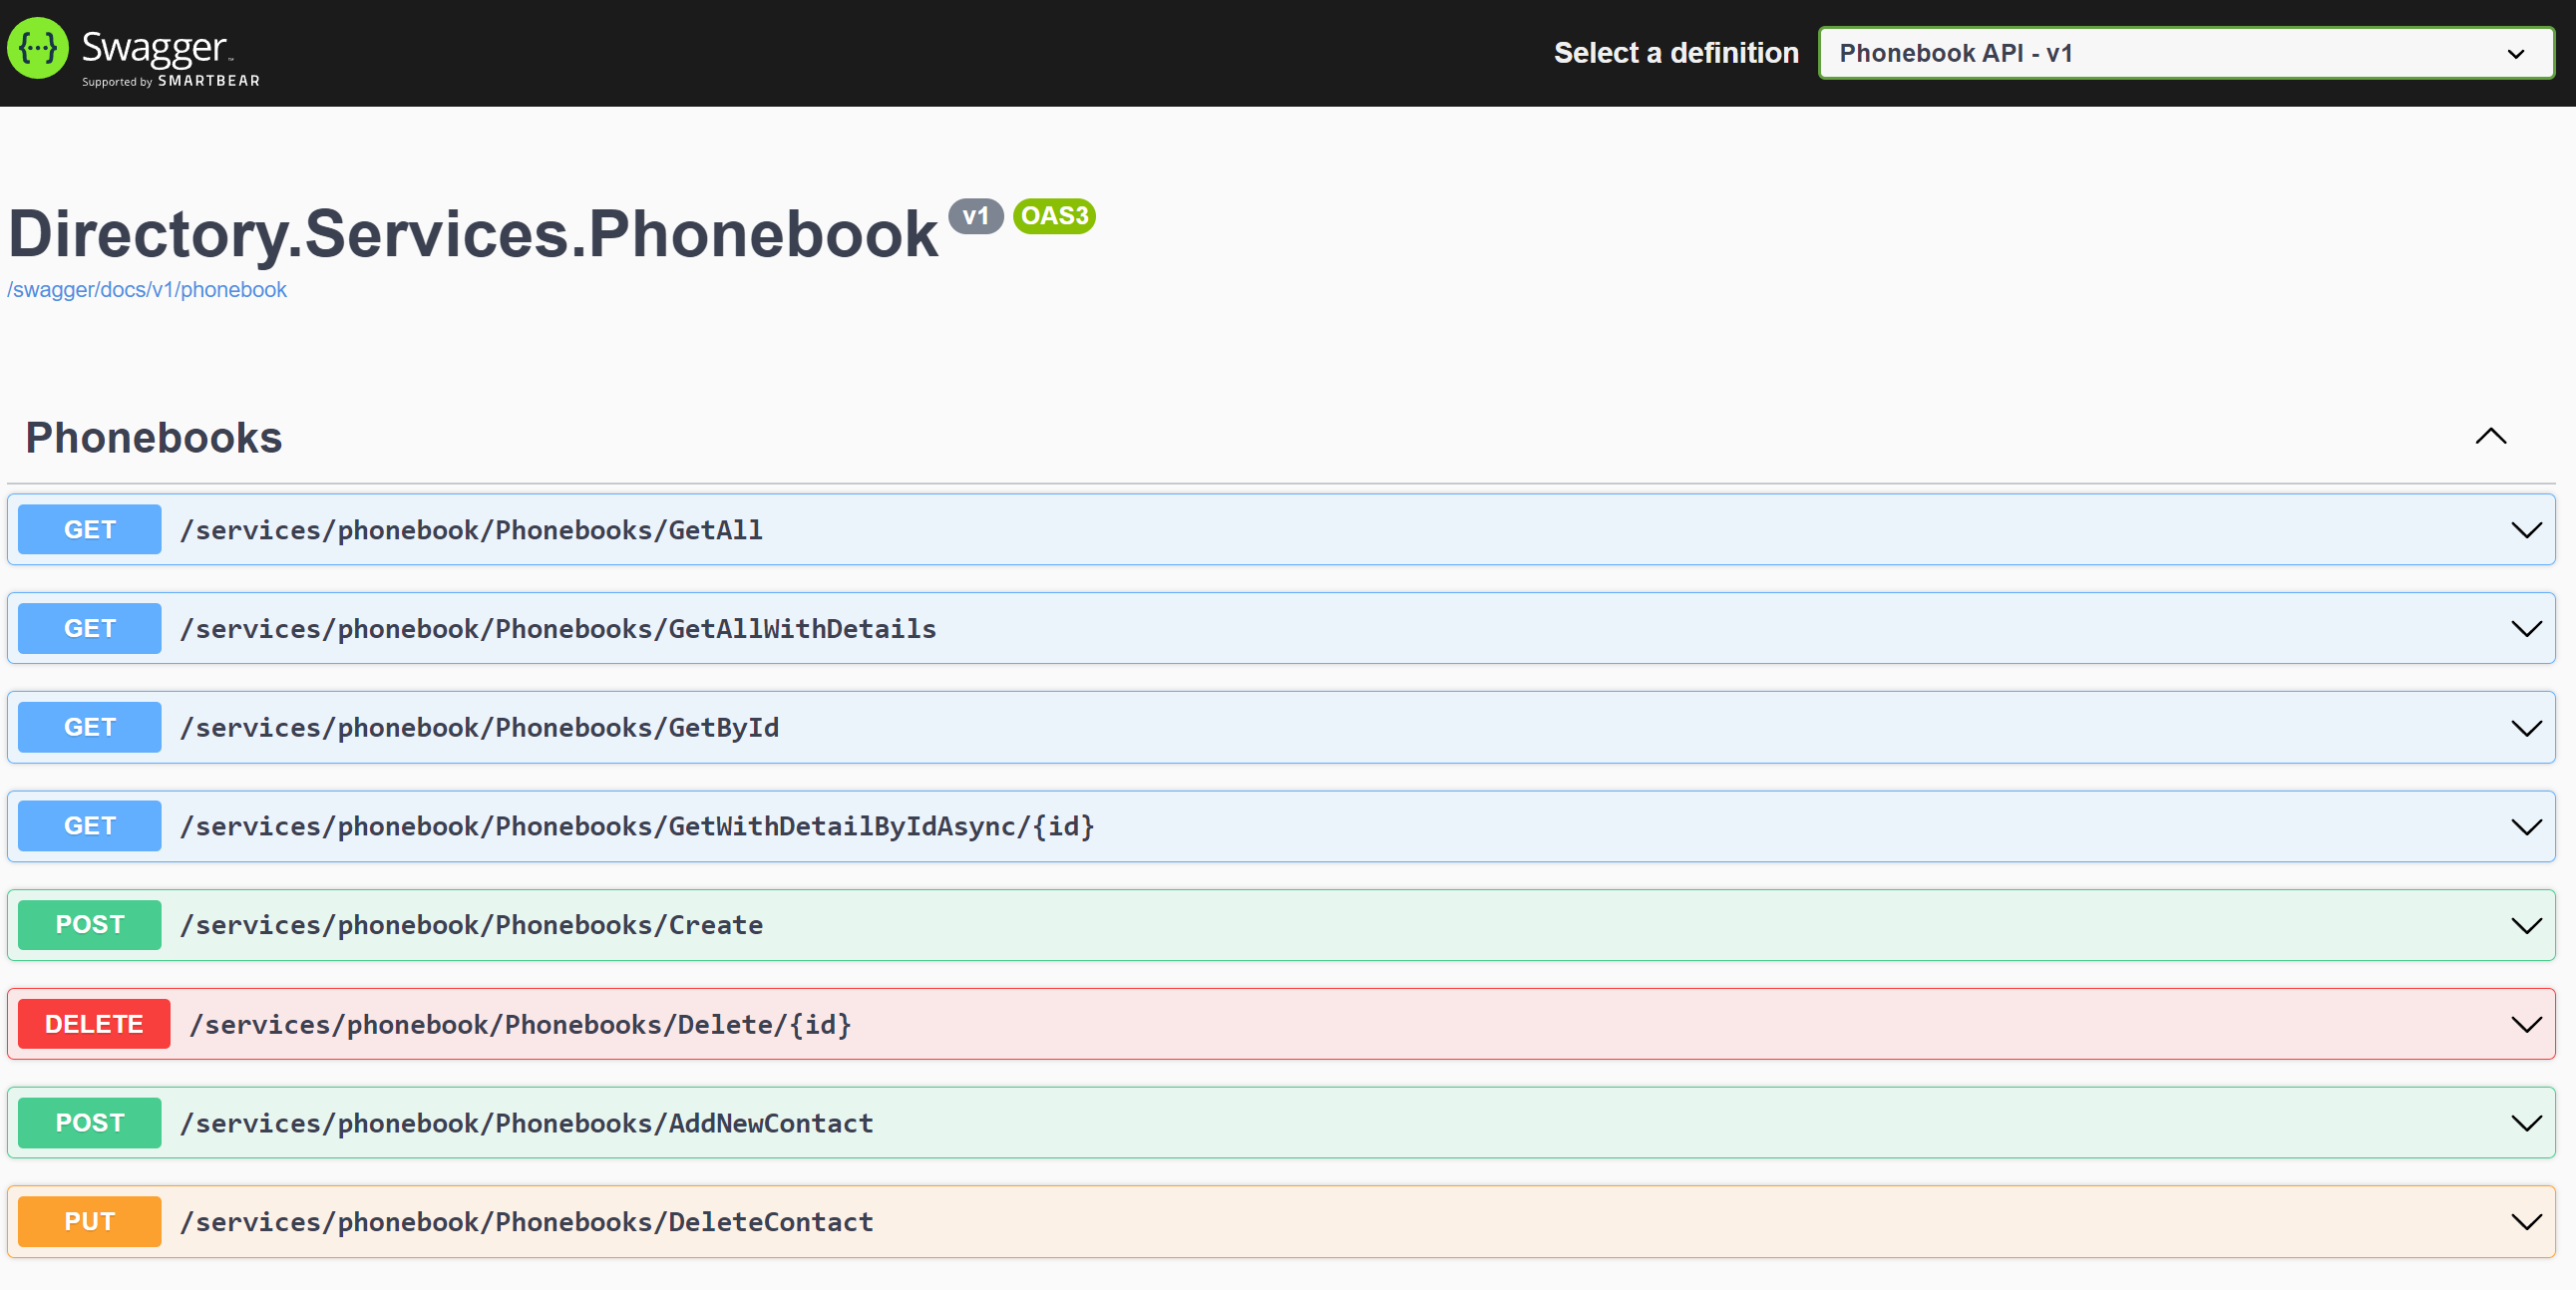 Swagger
Supported by SMARTBEAR
Select a definition
Phonebook API - v1
Directory.Services.Phonebook v1 OAS3
/swagger/docs/v1/phonebook
Phonebooks
GET /services/phonebook/Phonebooks/GetAll
GET /services/phonebook/Phonebooks/GetAllWithDetails
GET /services/phonebook/Phonebooks/GetById
GET /services/phonebook/Phonebooks/GetWithDetailByIdAsync/{id}
POST /services/phonebook/Phonebooks/Create
DELETE /services/phonebook/Phonebooks/Delete/{id}
POST /services/phonebook/Phonebooks/AddNewContact
PUT /services/phonebook/Phonebooks/DeleteContact